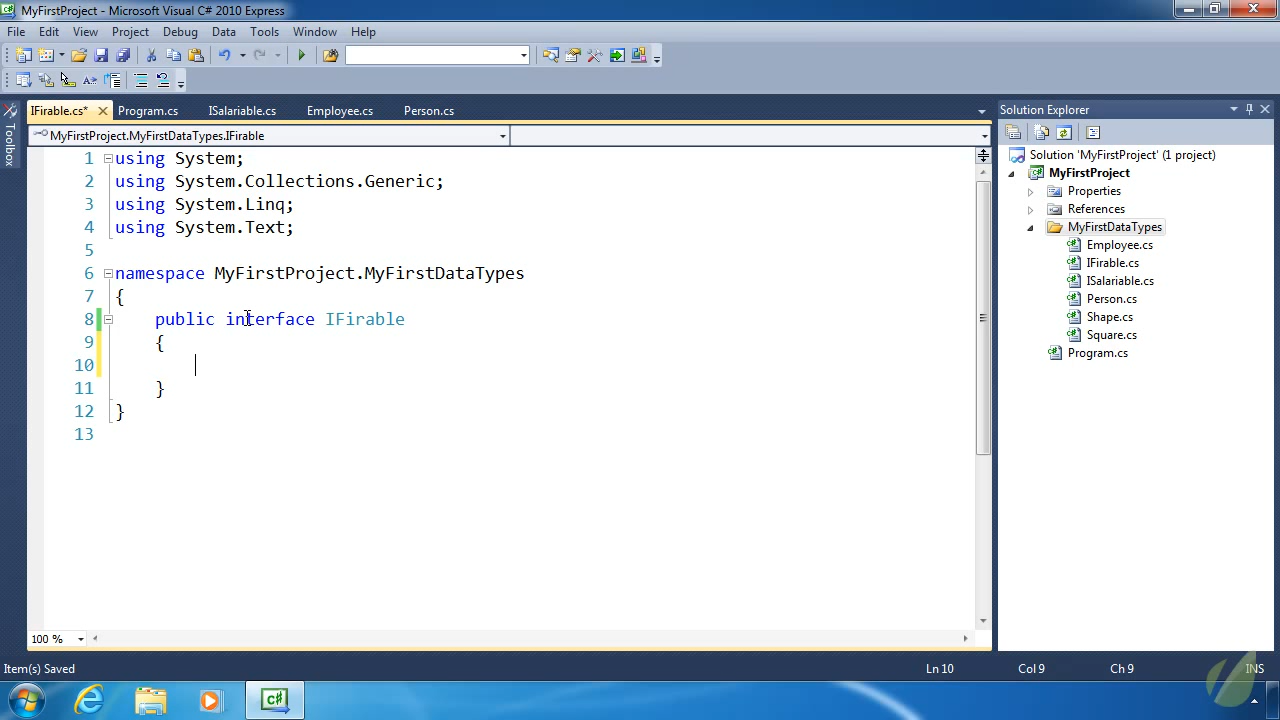 MyFirstProject - Microsoft Visual C# 2010 Express
File Edit View Project Debug Data Tools Window Help
IFirable.cs* Program.cs ISalariable.cs Employee.cs Person.cs
Toolbox
MyFirstProject.MyFirstDataTypes.IFirable
1 using System;
2 using System.Collections.Generic;
3 using System.Linq;
4 using System.Text;
5
6 namespace MyFirstProject.MyFirstDataTypes
7 {
8 public interface IFirable
9 {
10
11 }
12 }
13
100 %
Solution Explorer
Solution 'MyFirstProject' (1 project)
MyFirstProject
Properties
References
MyFirstDataTypes
Employee.cs
IFirable.cs
ISalariable.cs
Person.cs
Shape.cs
Square.cs
Program.cs
Item(s) Saved Ln 10 Col 9 Ch 9 INS
C#